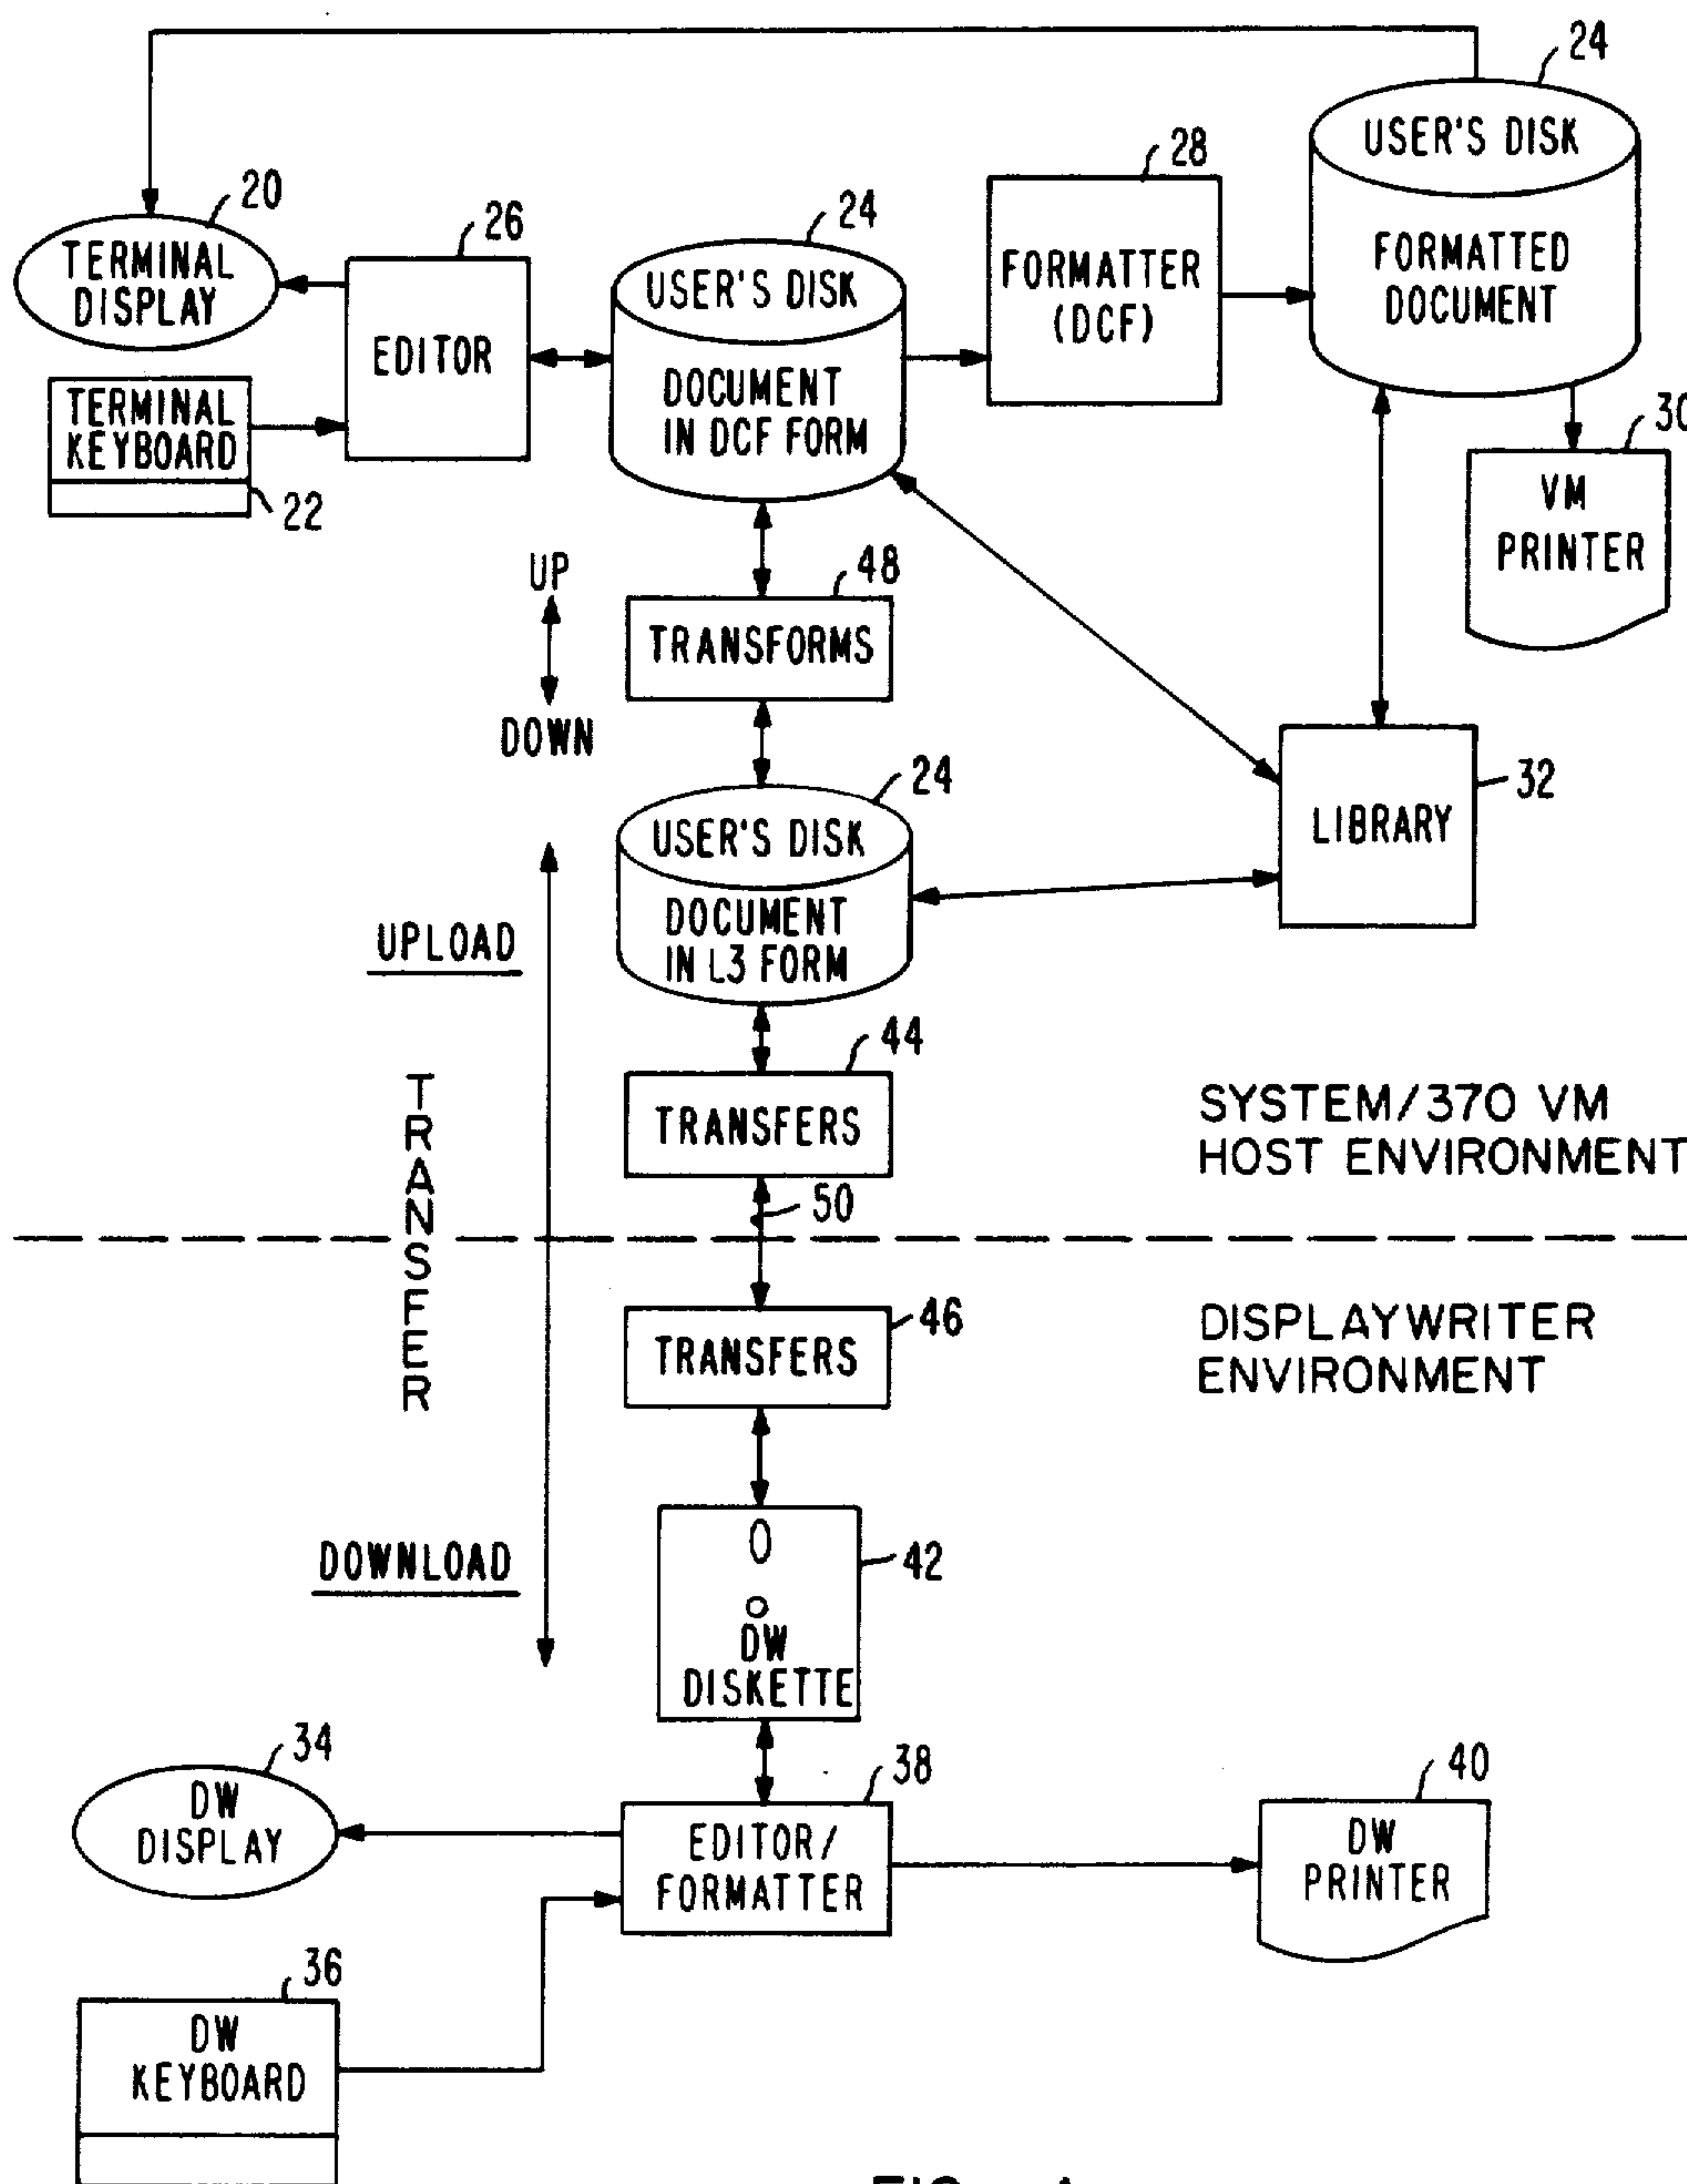 24
USER'S DISK
FORMATTED
DOCUMENT
28
FORMATTER
(DCF)
20
TERMINAL
DISPLAY
26
EDITOR
24
USER'S DISK
DOCUMENT
IN DCF FORM
TERMINAL
KEYBOARD
22
30
VM
PRINTER
UP
DOWN
48
TRANSFORMS
24
USER'S DISK
DOCUMENT
IN L3 FORM
32
LIBRARY
UPLOAD
TRANSFER
DOWNLOAD
44
TRANSFERS
50
SYSTEM/370 VM
HOST ENVIRONMENT
46
TRANSFERS
DISPLAYWRITER
ENVIRONMENT
42
DW
DISKETTE
34
DW
DISPLAY
38
EDITOR/
FORMATTER
40
DW
PRINTER
36
DW
KEYBOARD